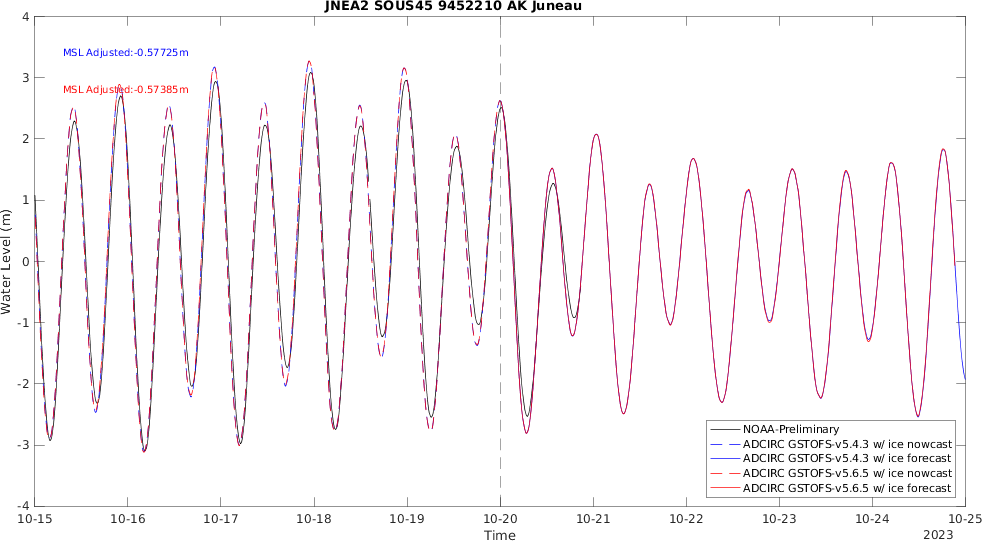 JNEA2 SOUS45 9452210 AK Juneau
MSL Adjusted:-0.57725m
MSL Adjusted:-0.57385m
4
3
2
1
0
-1
-2
-3
-4
Water Level (m)
NOAA-Preliminary
ADCIRC GSTOFS-v5.4.3 w/ ice nowcast
ADCIRC GSTOFS-v5.4.3 w/ ice forecast
ADCIRC GSTOFS-v5.6.5 w/ ice nowcast
ADCIRC GSTOFS-v5.6.5 w/ ice forecast
10-15 10-16 10-17 10-18 10-19 10-20 10-21 10-22 10-23 10-24 10-25
Time
2023